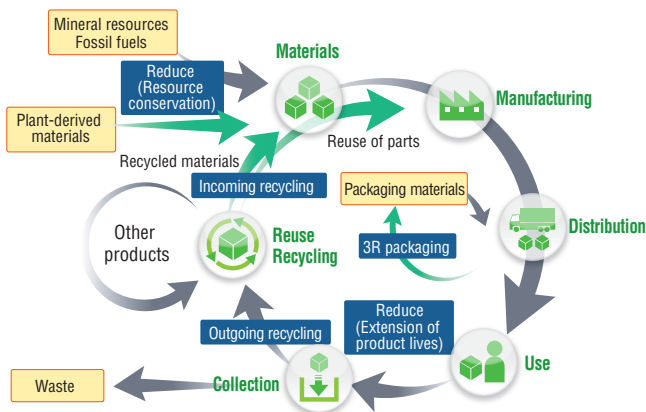 Mineral resources
Fossil fuels
Materials
Reduce
(Resource
conservation)
Manufacturing
Plant-derived
materials
Reuse of parts
Recycled materials
Incoming recycling
Packaging materials
Other
products
Reuse
Recycling
3R packaging
Distribution
Reduce
(Extension of
product lives)
Outgoing recycling
Use
Waste
Collection